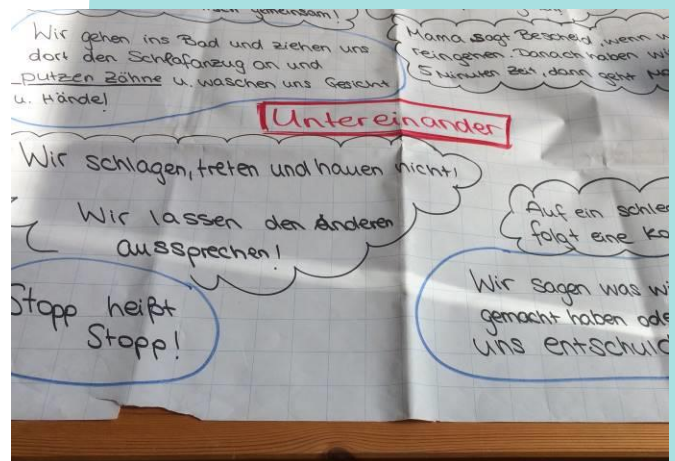 gemeinsam!
Wir gehen ins Bad und ziehen uns
dort den Schlafanzug an und
putzen Zähne u. waschen uns Gesicht
u. Hände!
Mama sagt Bescheid, wenn
reingehen. Danach haben
5 Minuten Zeit, dann geht
Untereinander
Wir schlagen, treten und hauen nicht!
Wir lassen den Anderen
aussprechen!
Auf ein
folgt eine
Stopp heißt
Stopp!
Wir sagen was
gemacht haben
uns